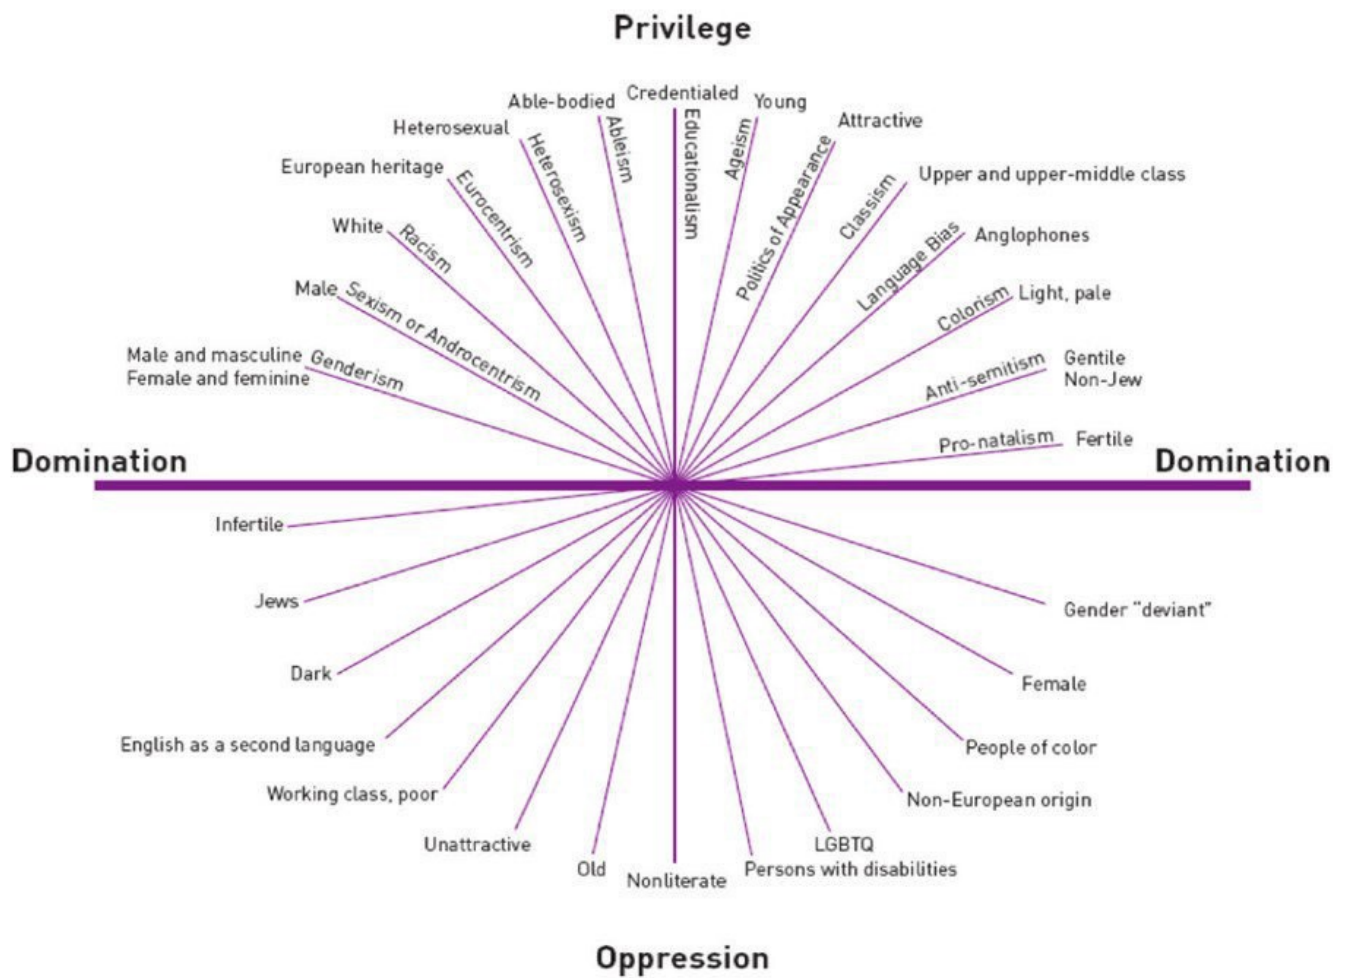 Privilege
Credentialed
Able-bodied
Young
Heterosexual
Attractive
European heritage
Upper and upper-middle class
White
Anglophones
Male
Light, pale
Male and masculine
Female and feminine
Gentile
Non-Jew
Fertile
Genderism
Sexism or Androcentrism
Racism
Eurocentrism
Heterosexism
Ableism
Educationalism
Ageism
Politics of Appearance
Classism
Language Bias
Colorism
Anti-semitism
Pro-natalism
Domination
Domination
Infertile
Jews
Gender “deviant”
Dark
Female
English as a second language
People of color
Working class, poor
Non-European origin
Unattractive
LGBTQ
Old
Persons with disabilities
Nonliterate
Oppression